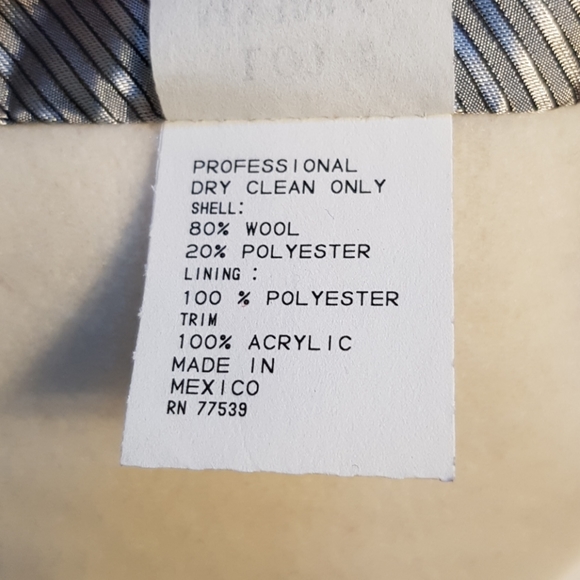 PROFESSIONAL
DRY CLEAN ONLY
SHELL:
80% WOOL
20% POLYESTER
LINING :
100 % POLYESTER
TRIM
100% ACRYLIC
MADE IN
MEXICO
RN 77539